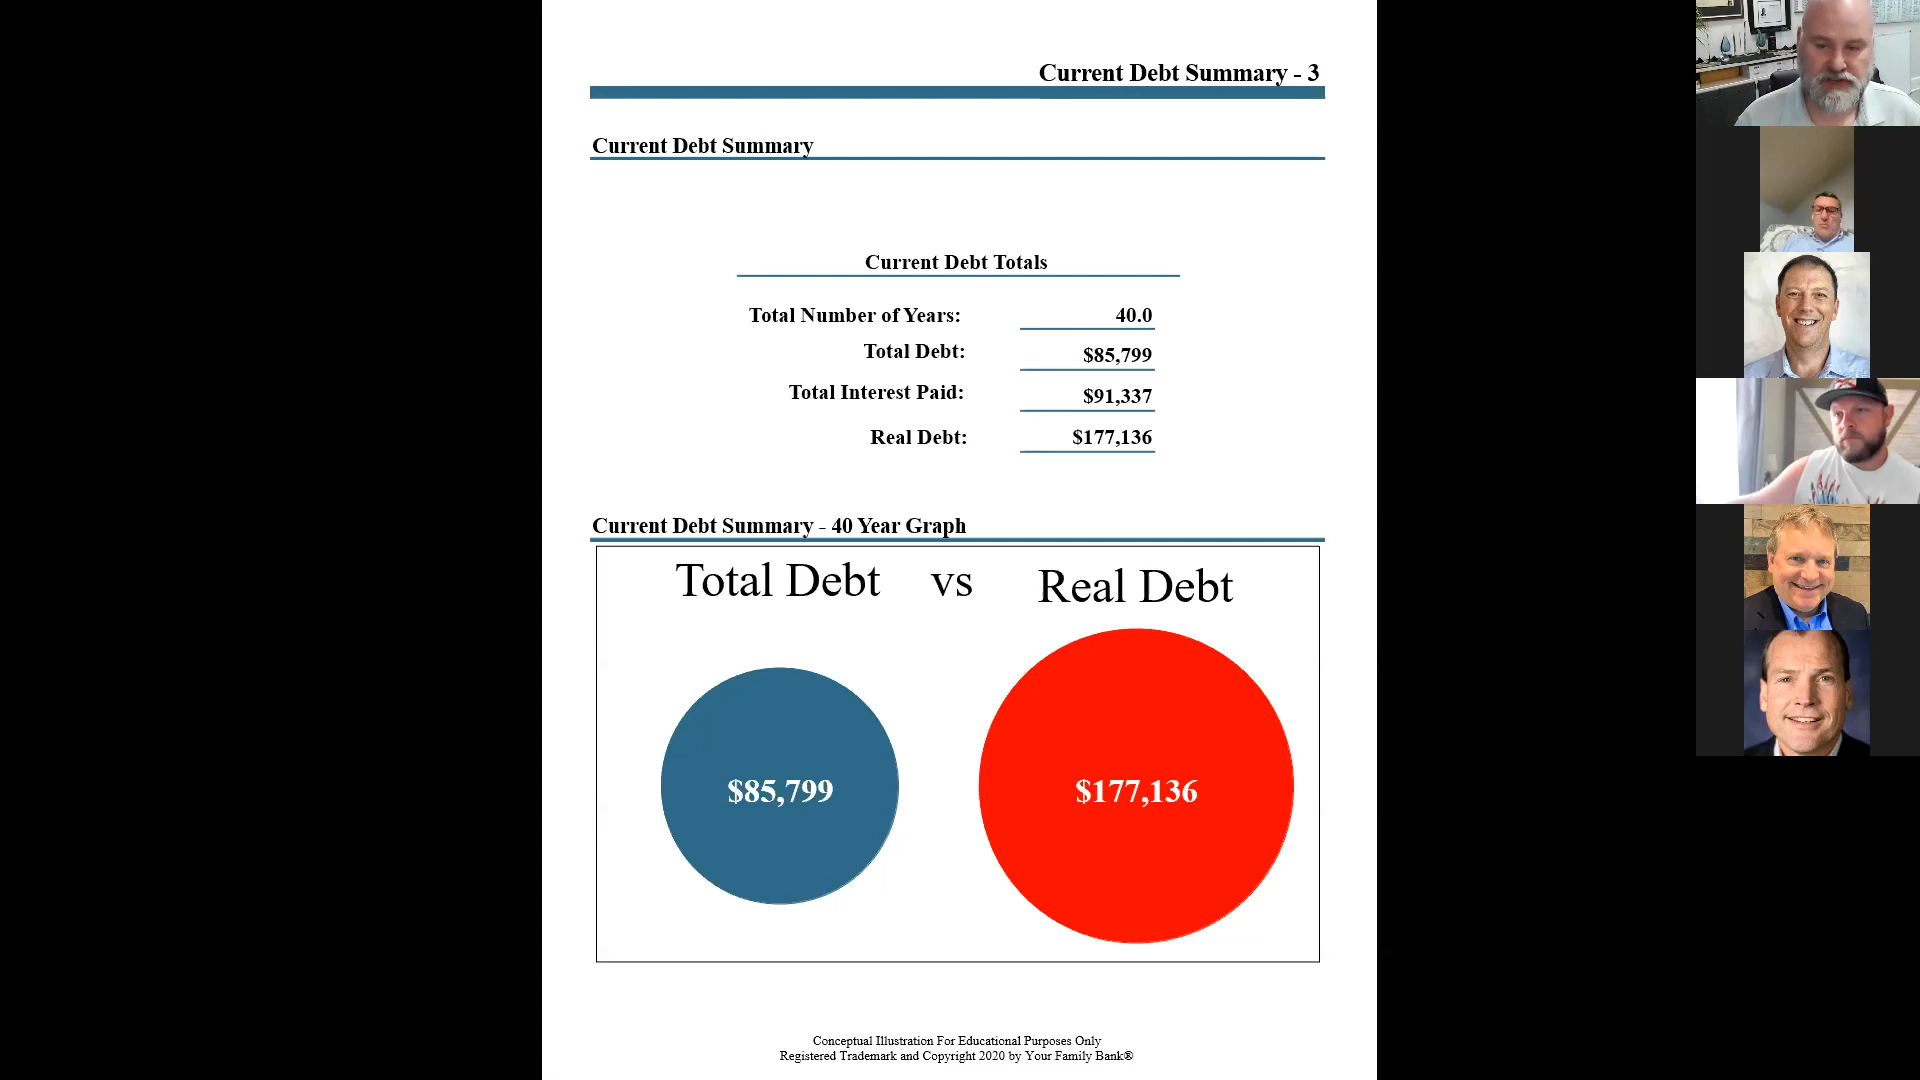 Current Debt Summary - 3
Current Debt Summary
Current Debt Totals
Total Number of Years: 40.0
Total Debt: $85,799
Total Interest Paid: $91,337
Real Debt: $177,136
Current Debt Summary - 40 Year Graph
Total Debt vs Real Debt
$85,799 $177,136
Conceptual Illustration For Educational Purposes Only
Registered Trademark and Copyright 2020 by Your Family Bank®